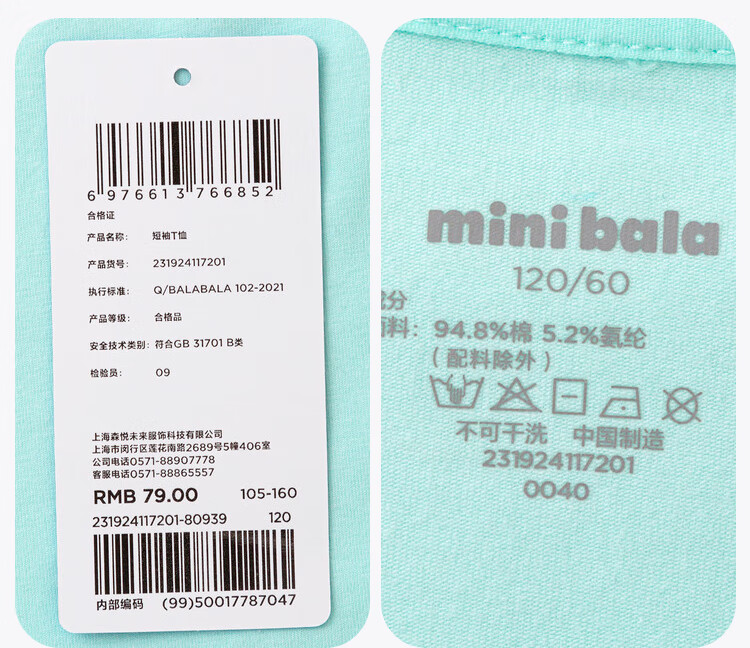 6 976613 766852
合格证
产品名称： 短袖T恤
产品货号： 231924117201
执行标准： Q/BALABALA 102-2021
产品等级： 合格品
安全技术类别：符合GB 31701 B类
检验员： 09
上海森悦未来服饰科技有限公司
上海市闵行区莲花南路2689号5幢406室
公司电话0571-88907778
客服电话0571-88865557
RMB 79.00 105-160
231924117201-80939 120
内部编码 (99)50017787047
mini bala
120/60
成分
面料：94.8%棉 5.2%氨纶
（配料除外）
不可干洗 中国制造
231924117201
0040